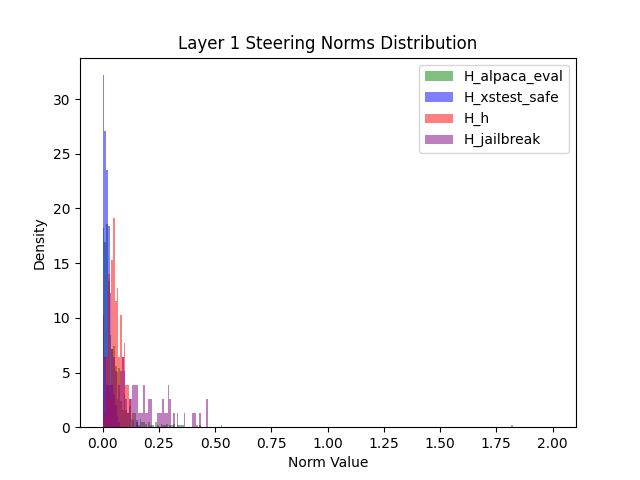 Layer 1 Steering Norms Distribution
H_alpaca_eval
H_xstest_safe
H_h
H_jailbreak
Density
30
25
20
15
10
5
0
0.00 0.25 0.50 0.75 1.00 1.25 1.50 1.75 2.00
Norm Value